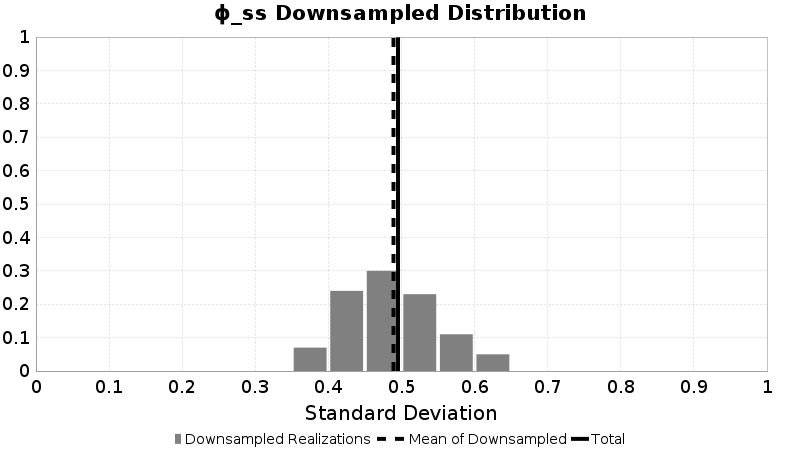 ϕ_ss Downsampled Distribution
1
0.9
0.8
0.7
0.6
0.5
0.4
0.3
0.2
0.1
0
0 0.1 0.2 0.3 0.4 0.5 0.6 0.7 0.8 0.9 1
Standard Deviation
Downsampled Realizations Mean of Downsampled Total